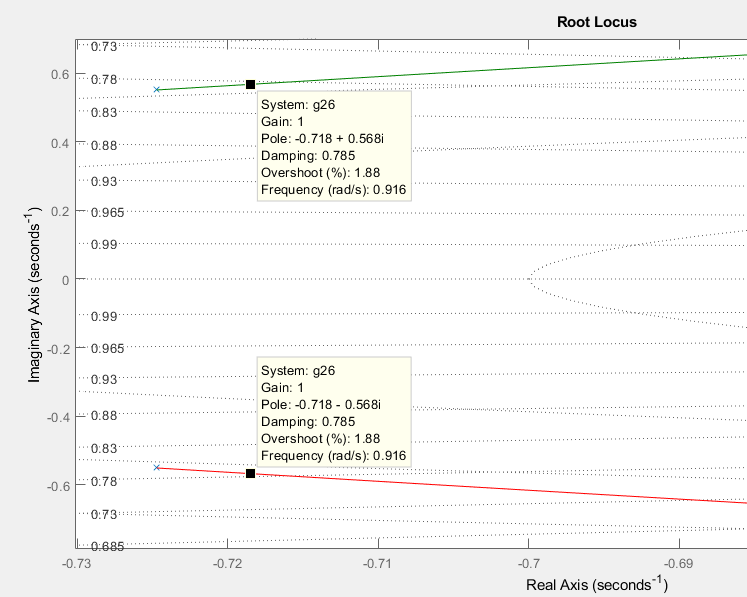 Root Locus
0.73
0.6
0.78
System: g26
Gain: 1
Pole: -0.718 + 0.568i
Damping: 0.785
Overshoot (%): 1.88
Frequency (rad/s): 0.916
0.83
0.4
0.88
0.93
0.2
0.965
0.99
0
0.99
-0.2
0.965
System: g26
Gain: 1
Pole: -0.718 - 0.568i
Damping: 0.785
Overshoot (%): 1.88
Frequency (rad/s): 0.916
0.93
-0.4
0.88
0.83
-0.6
0.78
0.73
0.685
Imaginary Axis (seconds-1)
-0.73
-0.72
-0.71
-0.7
-0.69
Real Axis (seconds-1)